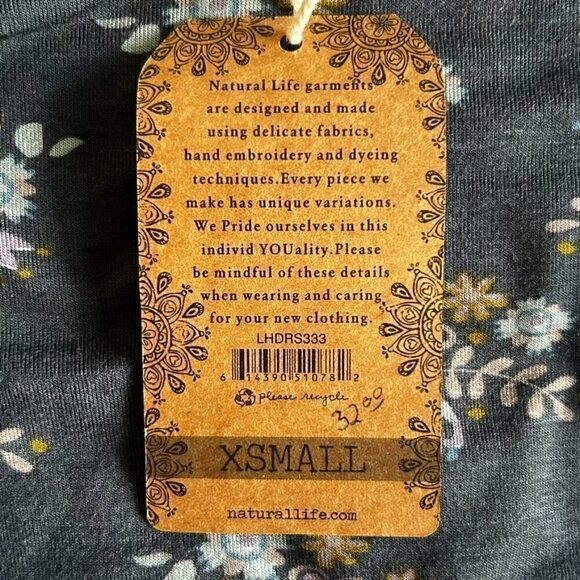 Natural Life garments
are designed and made
using delicate fabrics,
hand embroidery and dyeing
techniques.Every piece we
make has unique variations.
We Pride ourselves in this
individ YOUality.Please
be mindful of these details
when wearing and caring
for your new clothing.
LHDRS333
6 14390 51078 2
please recycle
XSMALL
naturallife.com